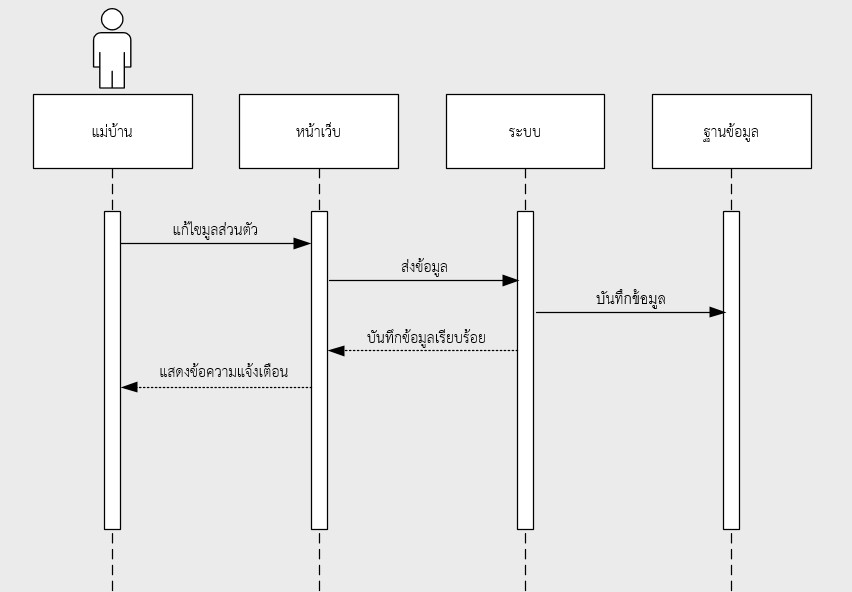 แม่บ้าน
หน้าเว็บ
ระบบ
ฐานข้อมูล
แก้ไขมูลส่วนตัว
ส่งข้อมูล
บันทึกข้อมูล
บันทึกข้อมูลเรียบร้อย
แสดงข้อความแจ้งเตือน